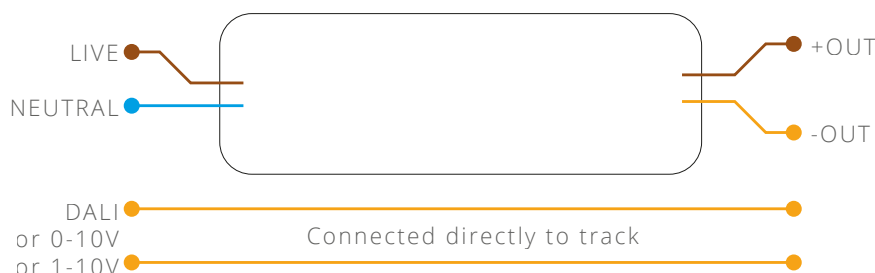 LIVE
+OUT
NEUTRAL
-OUT
DALI
or 0-10V
or 1-10V
Connected directly to track